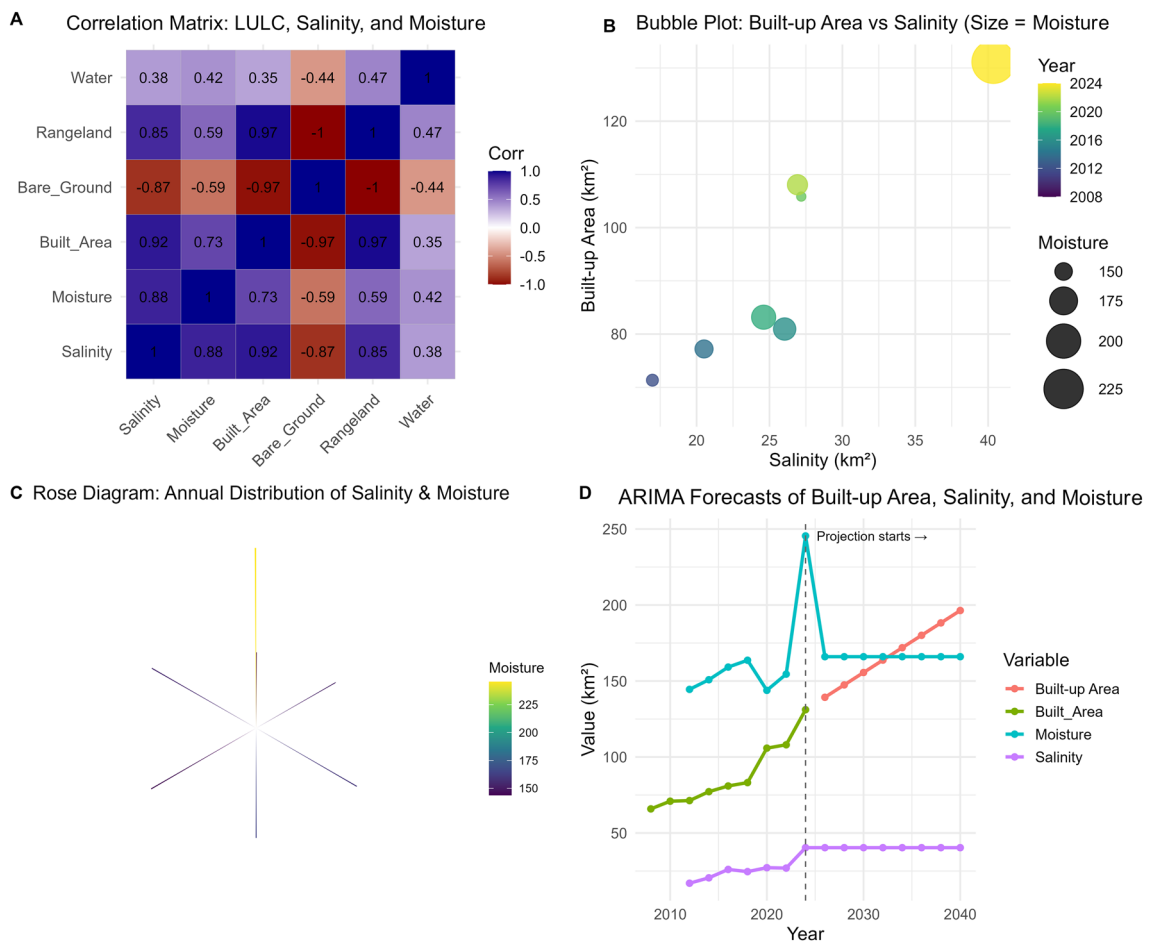 A
Correlation Matrix: LULC, Salinity, and Moisture
Water 0.38 0.42 0.35 -0.44 0.47 1
Rangeland 0.85 0.59 0.97 -1 1 0.47
Bare_Ground -0.87 -0.59 -0.97 1 -1 -0.44
Built_Area 0.92 0.73 1 -0.97 0.97 0.35
Moisture 0.88 1 0.73 -0.59 0.59 0.42
Salinity 1 0.88 0.92 -0.87 0.85 0.38
Salinity Moisture Built_Area Bare_Ground Rangeland Water
Corr
1.0
0.5
0.0
-0.5
-1.0
B
Bubble Plot: Built-up Area vs Salinity (Size = Moisture
Built-up Area (km²)
120
100
80
20 25 30 35 40
Salinity (km²)
Year
2024
2020
2016
2012
2008
Moisture
150
175
200
225
C
Rose Diagram: Annual Distribution of Salinity & Moisture
Moisture
225
200
175
150
D
ARIMA Forecasts of Built-up Area, Salinity, and Moisture
Projection starts →
Value (km²)
250
200
150
100
50
2010 2020 2030 2040
Year
Variable
Built-up Area
Built_Area
Moisture
Salinity